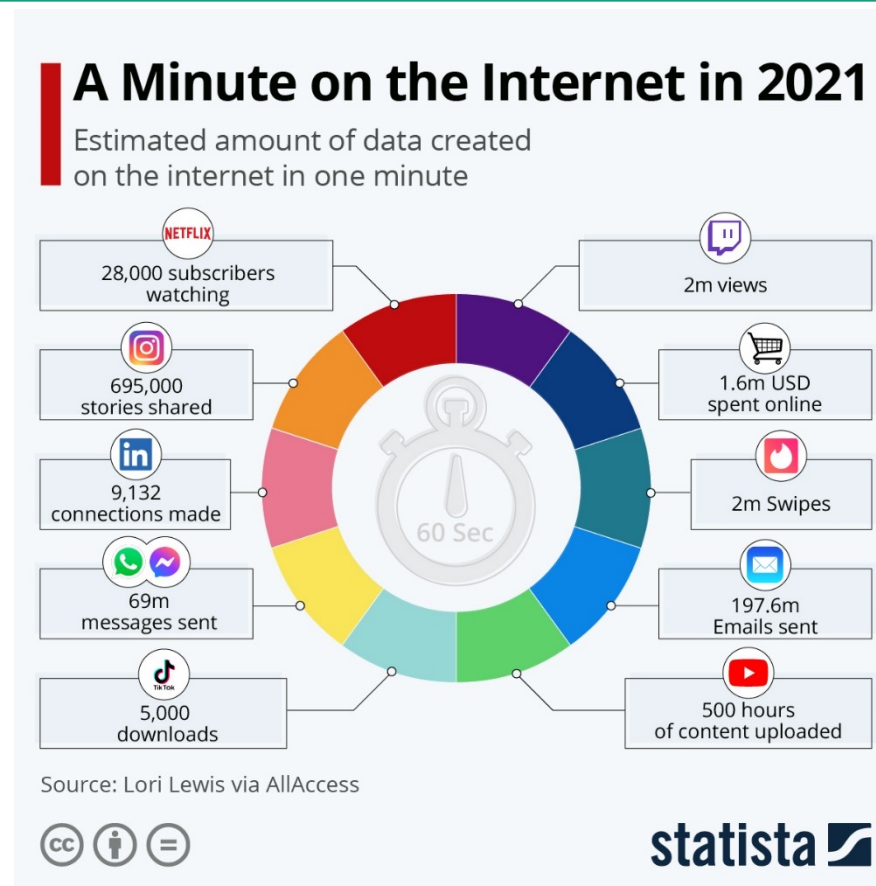 A Minute on the Internet in 2021
Estimated amount of data created
on the internet in one minute
NETFLIX
28,000 subscribers
watching
2m views
695,000
stories shared
1.6m USD
spent online
in
9,132
connections made
2m Swipes
69m
messages sent
197.6m
Emails sent
TikTok
5,000
downloads
500 hours
of content uploaded
60 Sec
Source: Lori Lewis via AllAccess
cc
statista